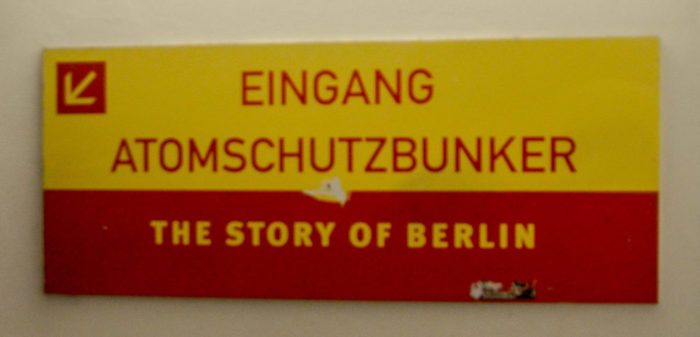 EINGANG
ATOMSCHUTZBUNKER
THE STORY OF BERLIN